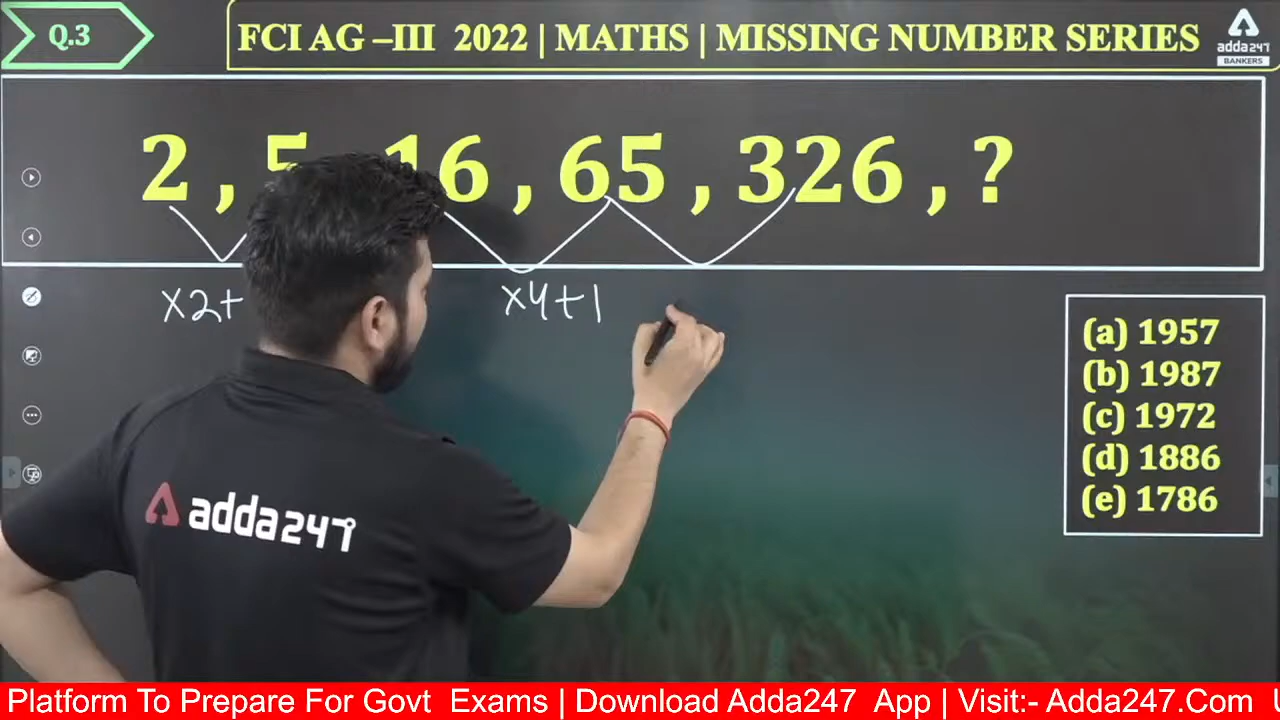 Q.3
FCI AG –III 2022 | MATHS | MISSING NUMBER SERIES
adda247
BANKERS
2 , 5 16 , 65 , 326 , ?
x2+
x4+1
(a) 1957
(b) 1987
(c) 1972
(d) 1886
(e) 1786
adda247
Platform To Prepare For Govt Exams | Download Adda247 App | Visit:- Adda247.Com